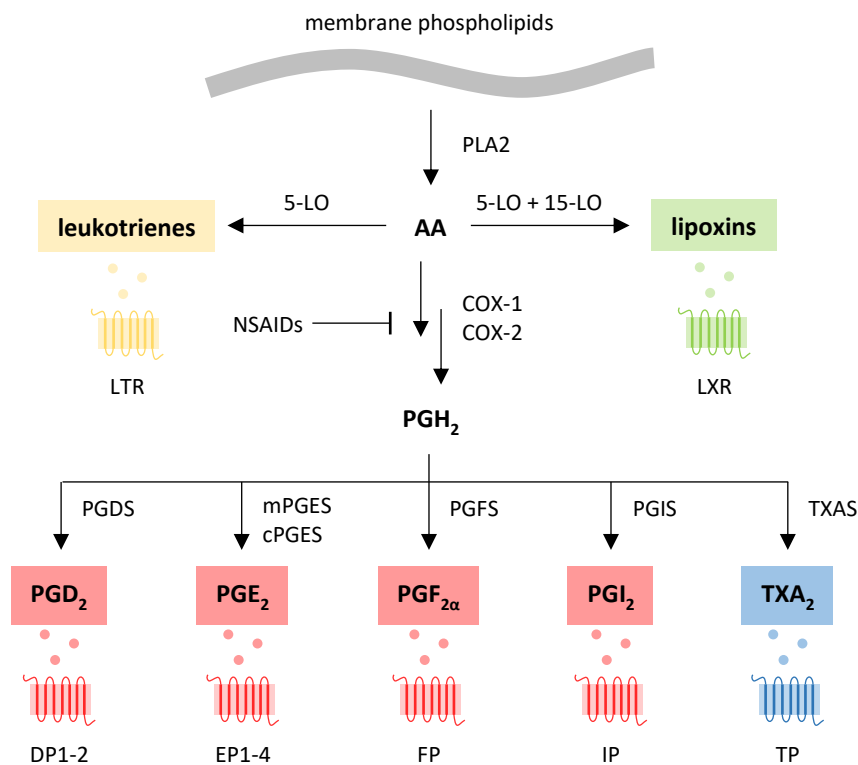 membrane phospholipids
PLA2
5-LO
5-LO + 15-LO
leukotrienes
AA
lipoxins
NSAIDs
COX-1
COX-2
LTR
LXR
PGH₂
PGDS
mPGES
cPGES
PGFS
PGIS
TXAS
PGD₂
PGE₂
PGF₂α
PGI₂
TXA₂
DP1-2
EP1-4
FP
IP
TP